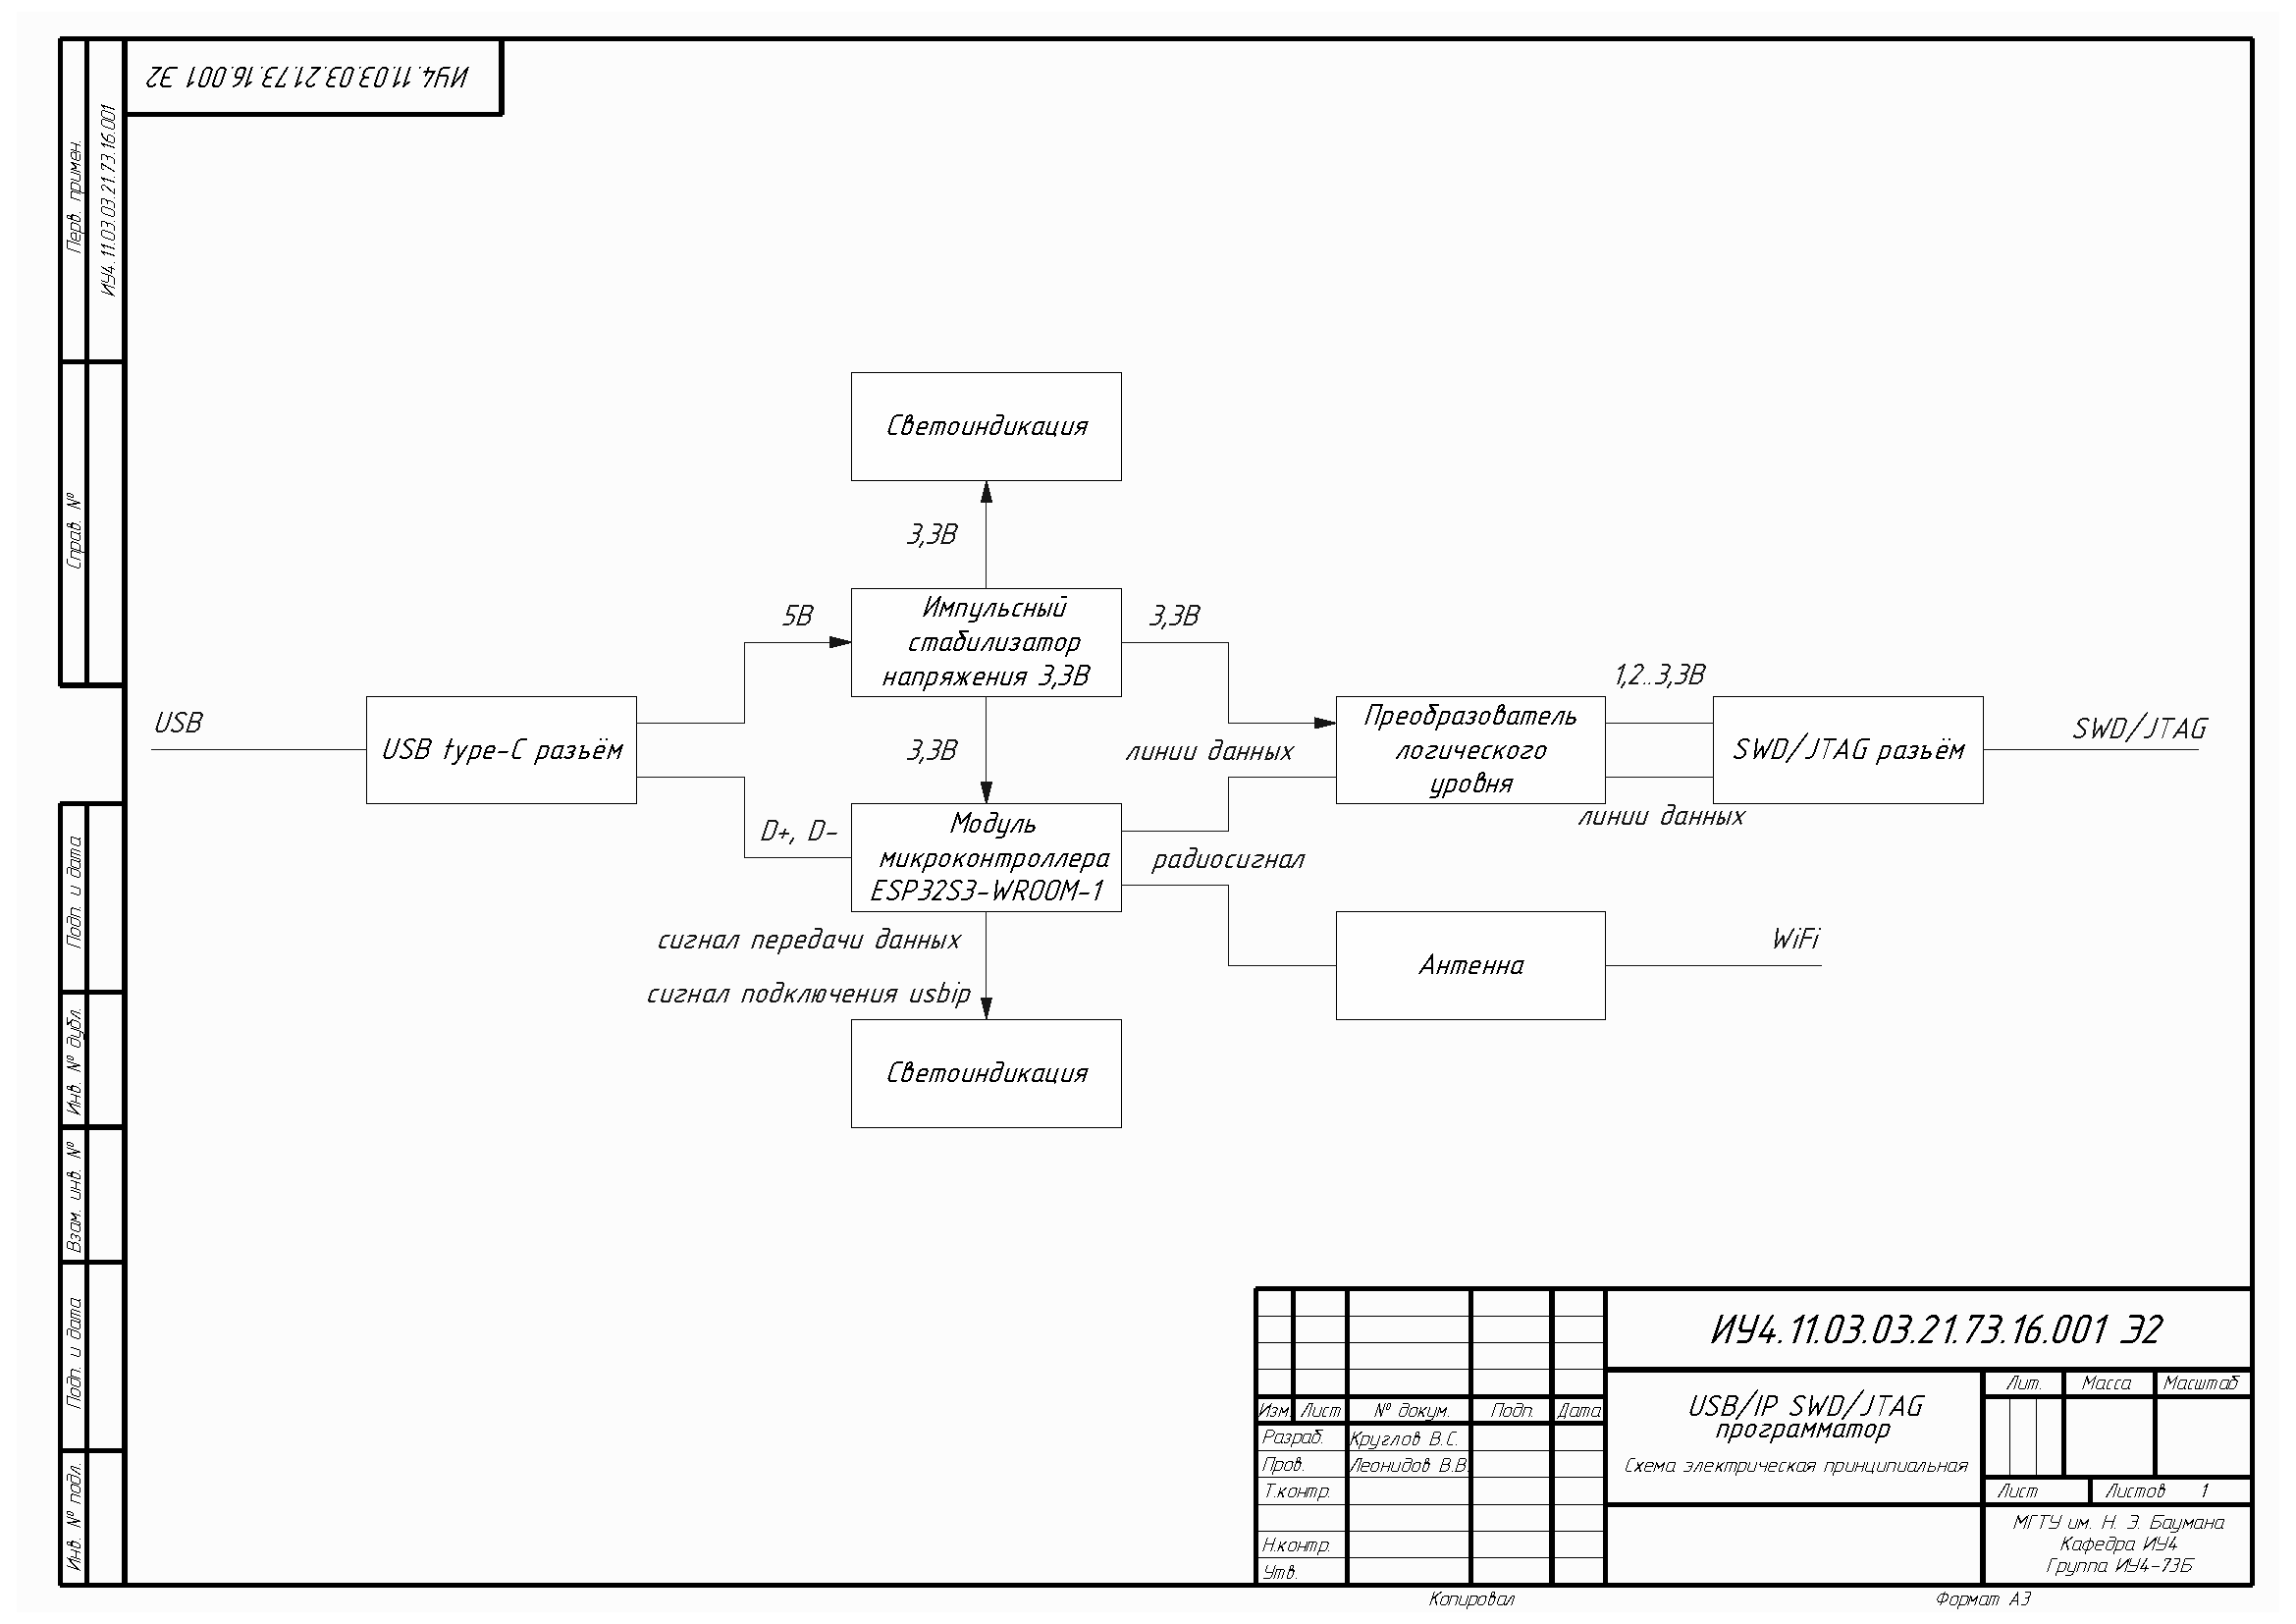 ИУ4.11.03.03.21.73.16.001 Э2
Перв. примен.
ИУ4.11.03.03.21.73.16.001
Справ. №
Подп. и дата
Инв. № дубл.
Взам. инв. №
Подп. и дата
Инв. № подл.
Светоиндикация
3,3В
5В
Импульсный
стабилизатор
напряжения 3,3В
3,3В
USB
USB type-C разъём
3,3В
линии данных
Преобразователь
логического
уровня
1,2..3,3В
SWD/JTAG разъём
SWD/JTAG
линии данных
D+, D-
Модуль
микроконтроллера
ESP32S3-WROOM-1
радиосигнал
сигнал передачи данных
сигнал подключения usbip
Антенна
WiFi
Светоиндикация
ИУ4.11.03.03.21.73.16.001 Э2
USB/IP SWD/JTAG
программатор
Схема электрическая принципиальная
Лит. Масса Масштаб
Изм. Лист № докум. Подп. Дата
Разраб. Круглов В.С.
Пров. Леонидов В.В.
Т.контр.
Н.контр.
Утв.
Лист Листов 1
МГТУ им. Н. Э. Баумана
Кафедра ИУ4
Группа ИУ4-73Б
Копировал Формат А3